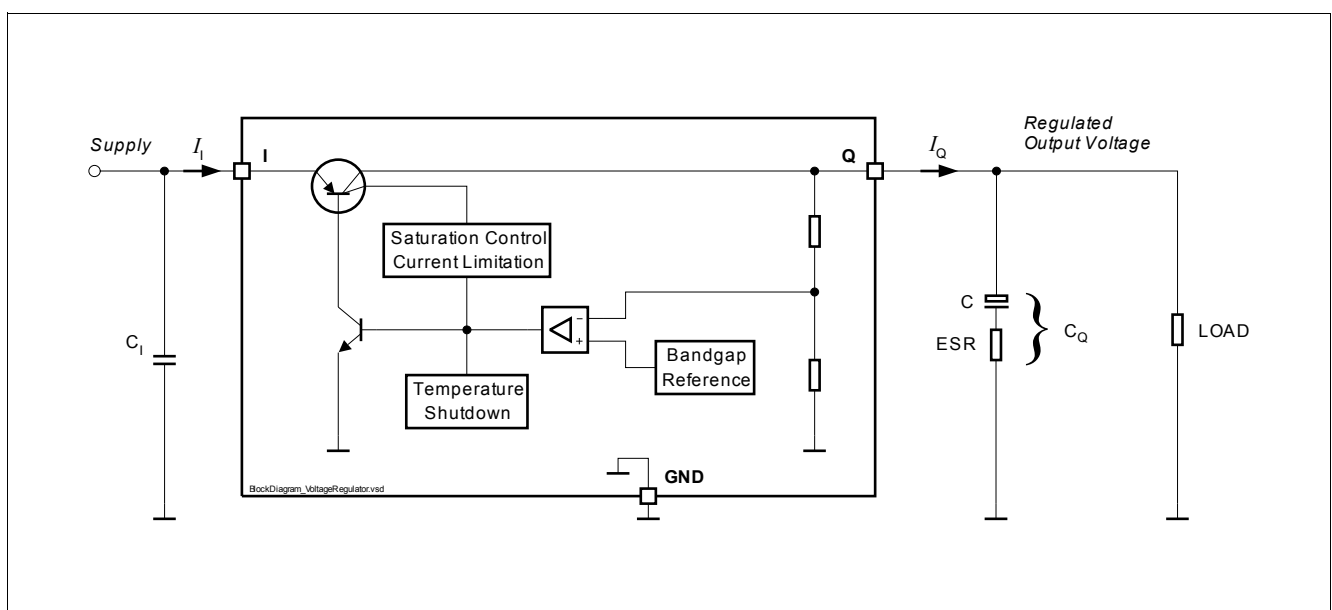 Supply
I_I
I
Q
I_Q
Regulated
Output Voltage
Saturation Control
Current Limitation
C
C_Q
C_I
ESR
LOAD
−
+
Bandgap
Reference
Temperature
Shutdown
GND
BlockDiagram_VoltageRegulator.vsd